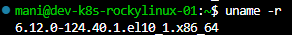 mani@dev-k8s-rockylinux-01:~$ uname -r
6.12.0-124.40.1.el10_1.x86_64